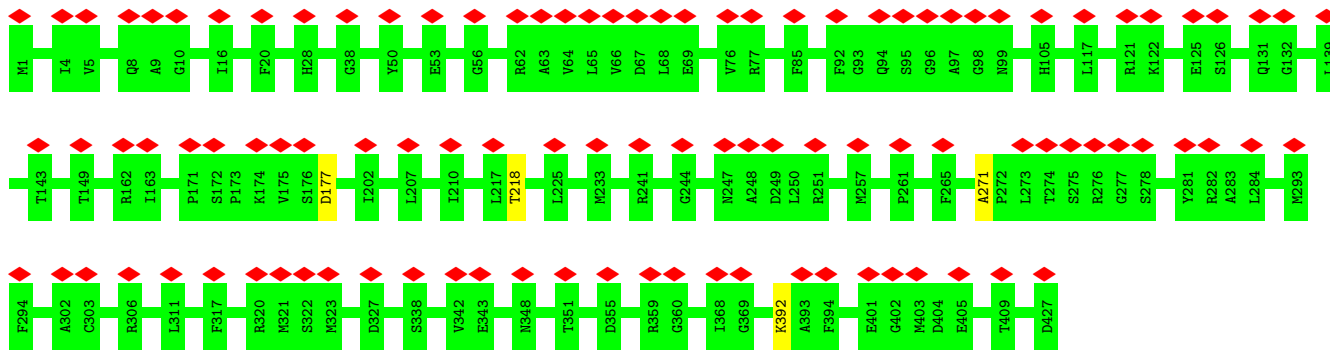 M1 I4 V5 Q8 A9 G10 I16 F20 H28 G38 Y50 E53 G56 R62 A63 V64 L65 V66 D67 L68 E69 V76 R77 F85 F92 G93 Q94 S95 G96 A97 G98 N99 H105 L117 R121 K122 E125 S126 Q131 G132 L139
T143 T149 R162 I163 P171 S172 P173 K174 V175 S176 D177 I202 L207 I210 L217 T218 L225 M233 R241 G244 N247 A248 D249 L250 R251 M257 P261 F265 A271 P272 L273 T274 S275 R276 G277 S278 Y281 R282 A283 L284 M293
F294 A302 C303 R306 L311 F317 R320 M321 S322 M323 D327 S338 V342 E343 N348 T351 D355 R359 G360 I368 G369 K392 A393 F394 E401 G402 M403 D404 E405 T409 D427